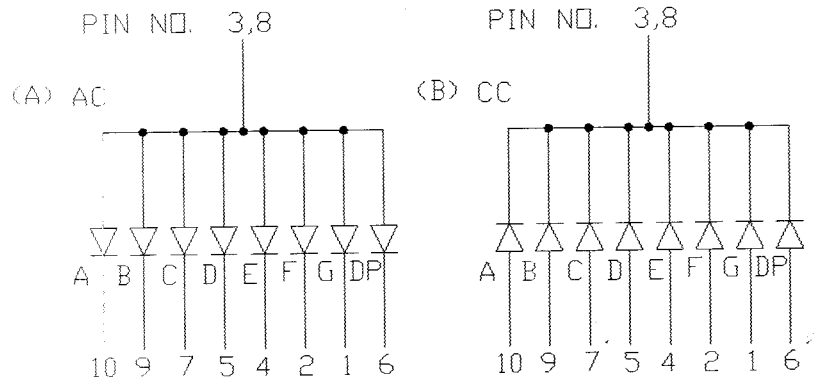 PIN NO. 3,8
(A) AC
A B C D E F G DP
10 9 7 5 4 2 1 6
PIN NO. 3,8
(B) CC
A B C D E F G DP
10 9 7 5 4 2 1 6